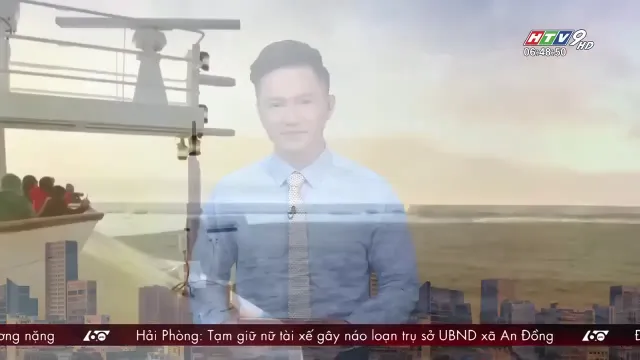 HTV9 HD
06:48:50
ơng nặng 60 Hải Phòng: Tạm giữ nữ tài xế gây náo loạn trụ sở UBND xã An Đồng 60 Đ